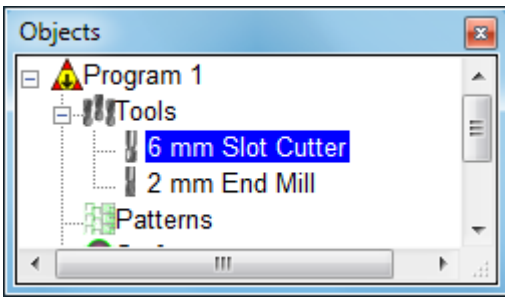 Objects
Program 1
Tools
6 mm Slot Cutter
2 mm End Mill
Patterns